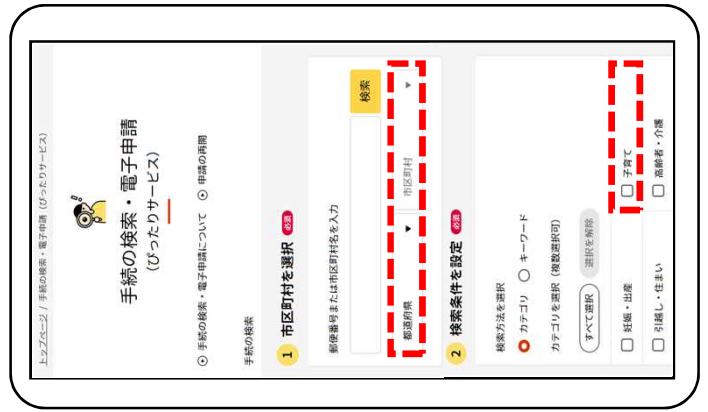 トップページ / 手続の検索・電子申請（ぴったりサービス）
手続の検索・電子申請
（ぴったりサービス）
手続の検索・電子申請について 申請の再開
手続の検索
1 市区町村を選択 必須
郵便番号または市区町村名を入力
検索
都道府県 ▼ 市区町村 ▼
2 検索条件を設定 必須
検索方法を選択
カテゴリ キーワード
カテゴリを選択（複数選択可）
すべて選択 選択を解除
妊娠・出産 子育て
引越し・住まい 高齢者・介護